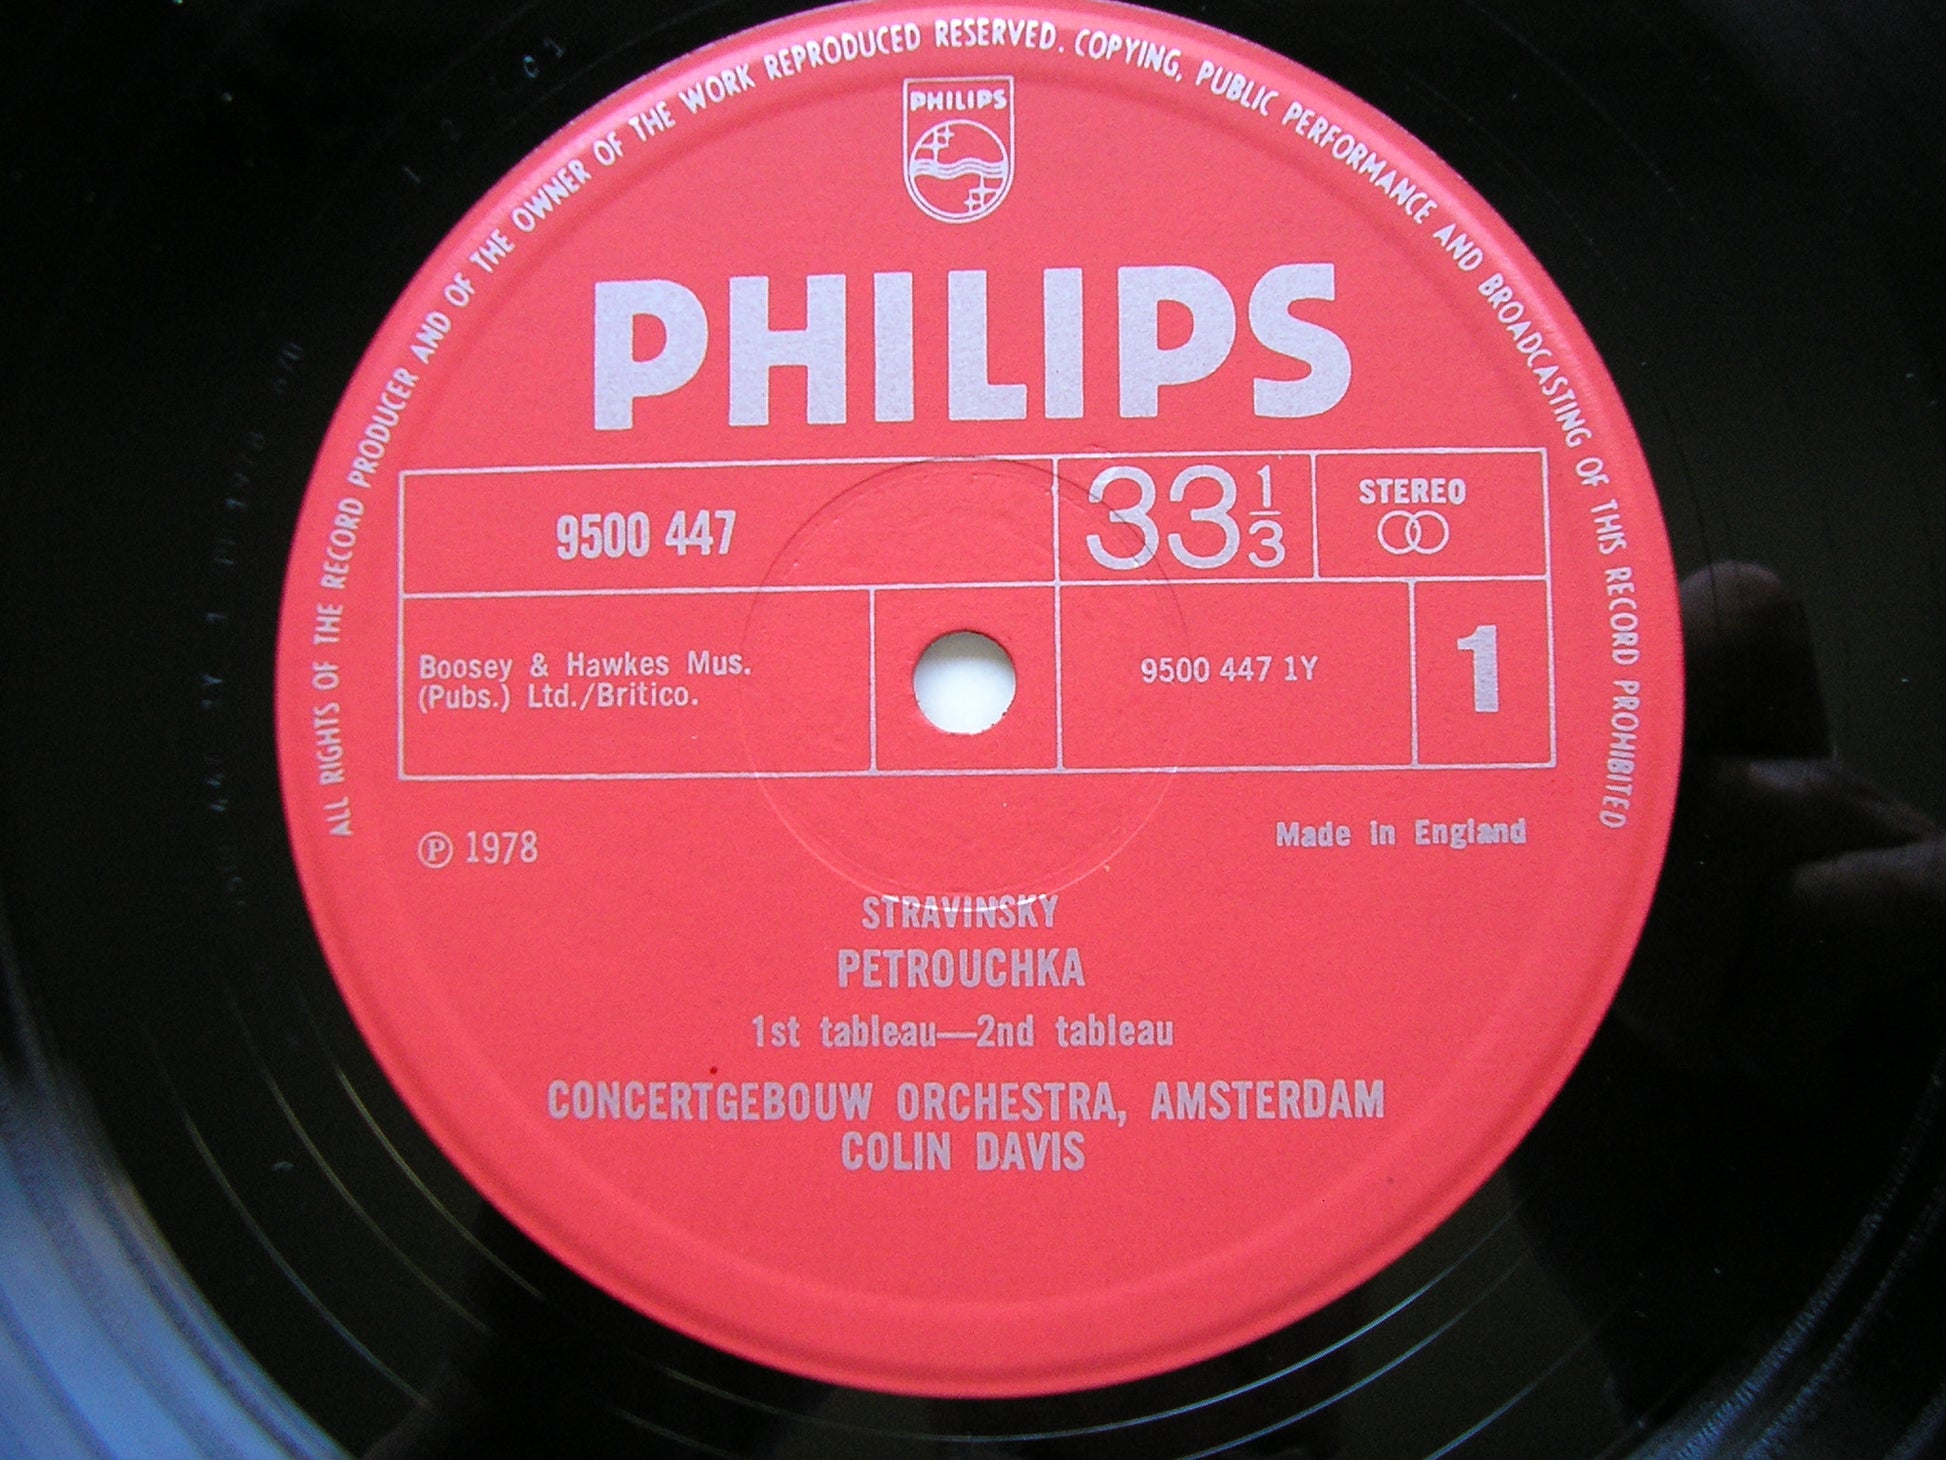 ALL RIGHTS OF THE RECORD PRODUCER AND OF THE OWNER OF THE WORK REPRODUCED RESERVED. COPYING, PUBLIC PERFORMANCE AND BROADCASTING OF THIS RECORD PROHIBITED
PHILIPS
PHILIPS
9500 447
33 1/3
STEREO
Boosey & Hawkes Mus.
(Pubs.) Ltd./Britico.
9500 447 1Y
1
℗ 1978
Made in England
STRAVINSKY
PETROUCHKA
1st tableau—2nd tableau
CONCERTGEBOUW ORCHESTRA, AMSTERDAM
COLIN DAVIS